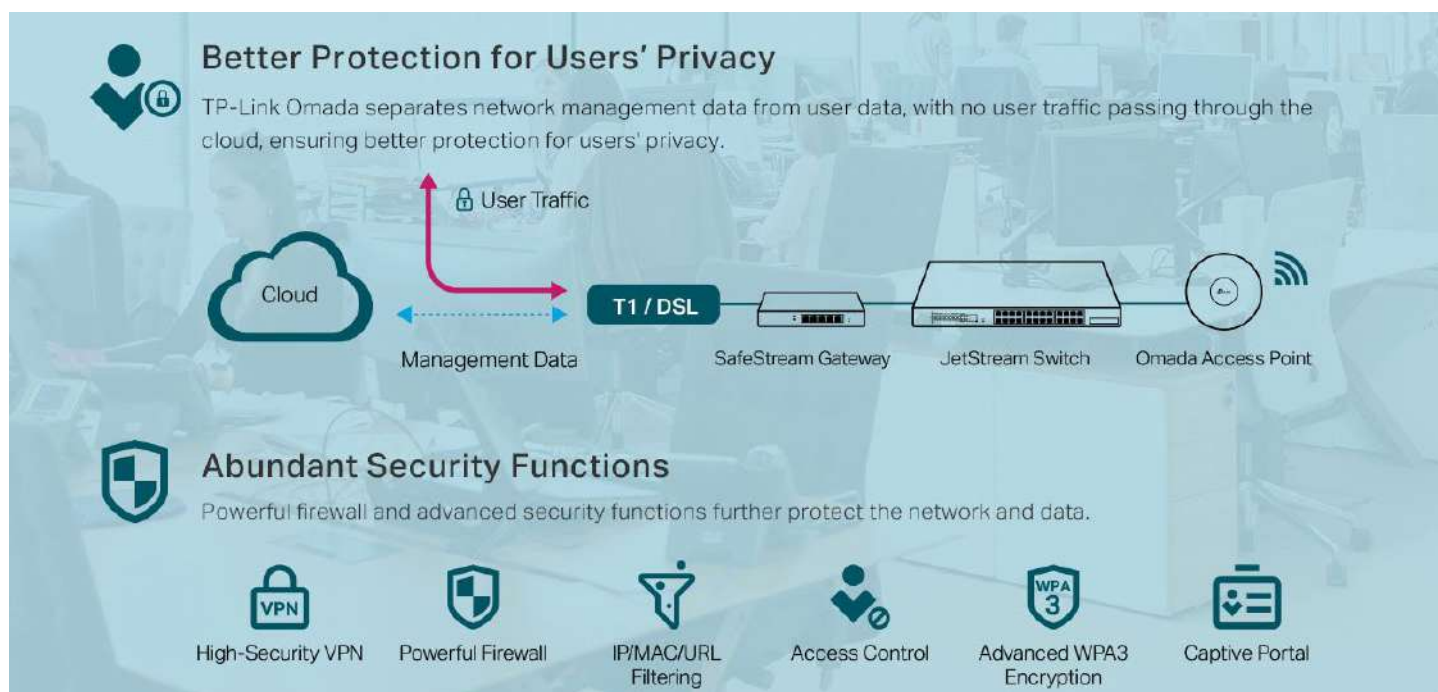 Better Protection for Users' Privacy
TP-Link Omada separates network management data from user data, with no user traffic passing through the
cloud, ensuring better protection for users' privacy.
User Traffic
Cloud
T1 / DSL
Management Data
SafeStream Gateway
JetStream Switch
Omada Access Point
Abundant Security Functions
Powerful firewall and advanced security functions further protect the network and data.
VPN
WPA
3
High-Security VPN
Powerful Firewall
IP/MAC/URL
Filtering
Access Control
Advanced WPA3
Encryption
Captive Portal